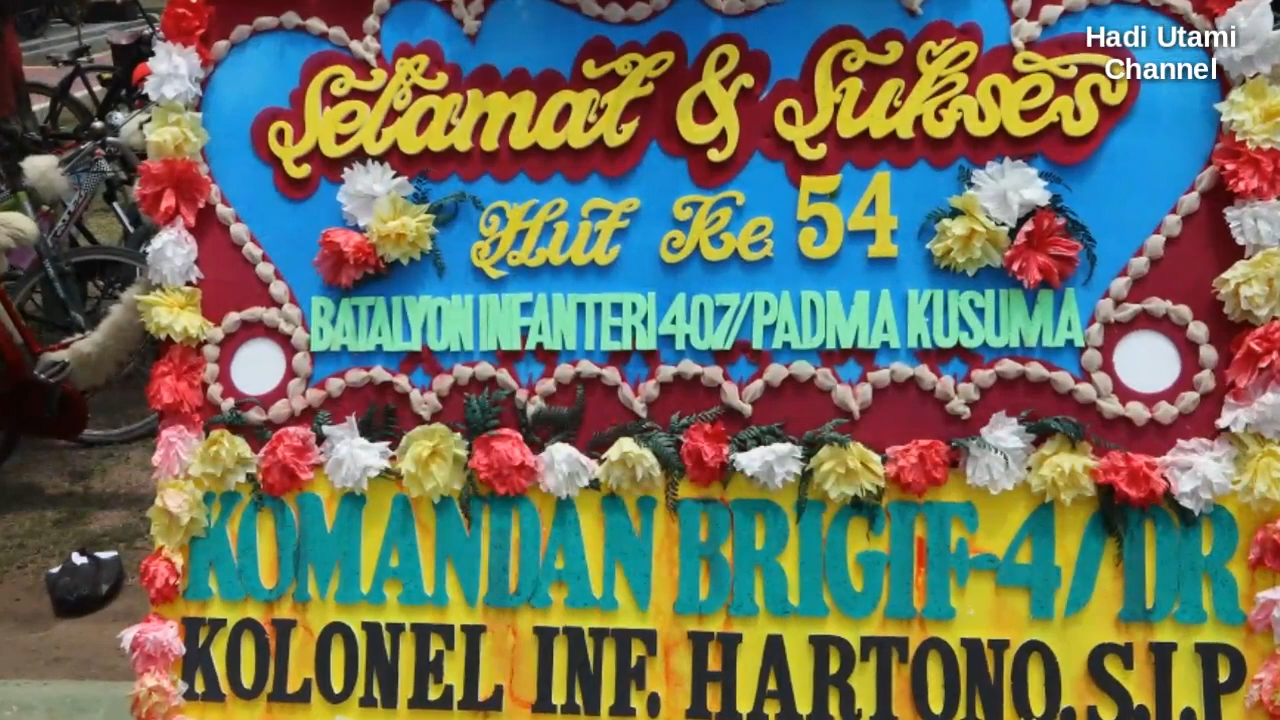 Hadi Utami
Channel
Selamat & Sukses
Hut Ke 54
BATALYON INFANTERI 407/PADMA KUSUMA
KOMANDAN BRIGIF-4/DR
KOLONEL INF. HARTONO.S.I.P